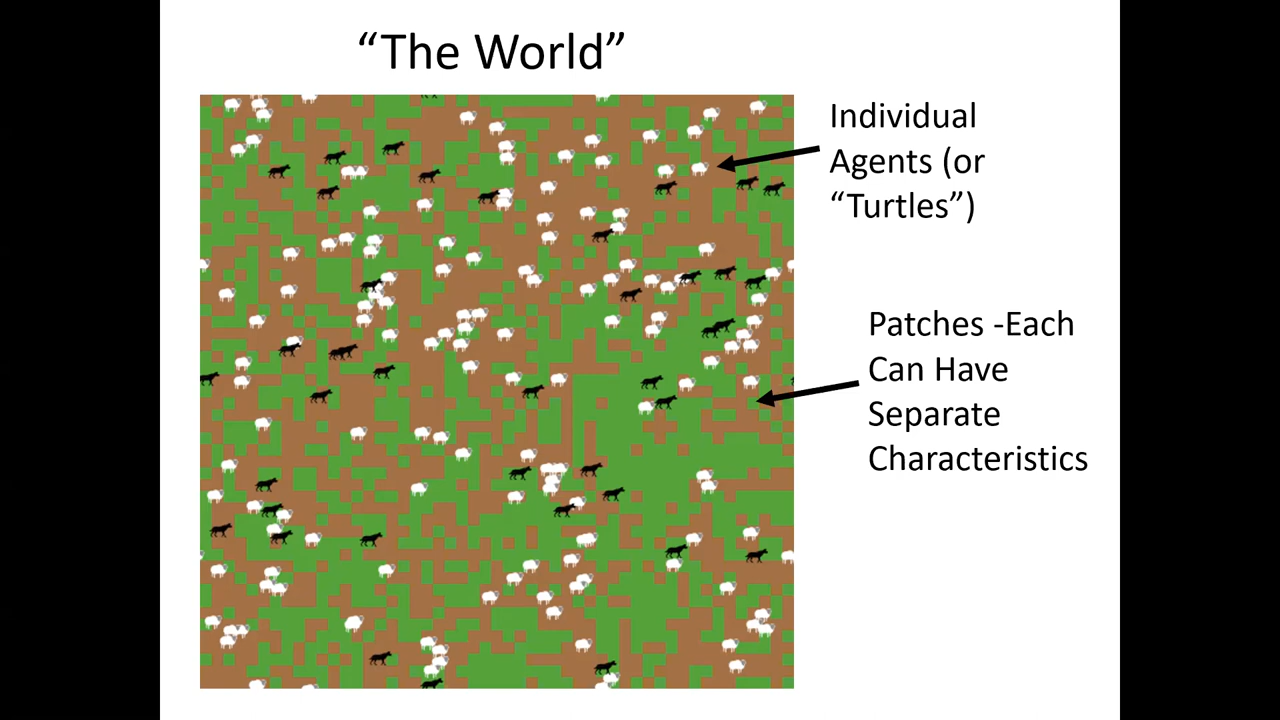 “The World”
Individual
Agents (or
“Turtles”)
Patches -Each
Can Have
Separate
Characteristics